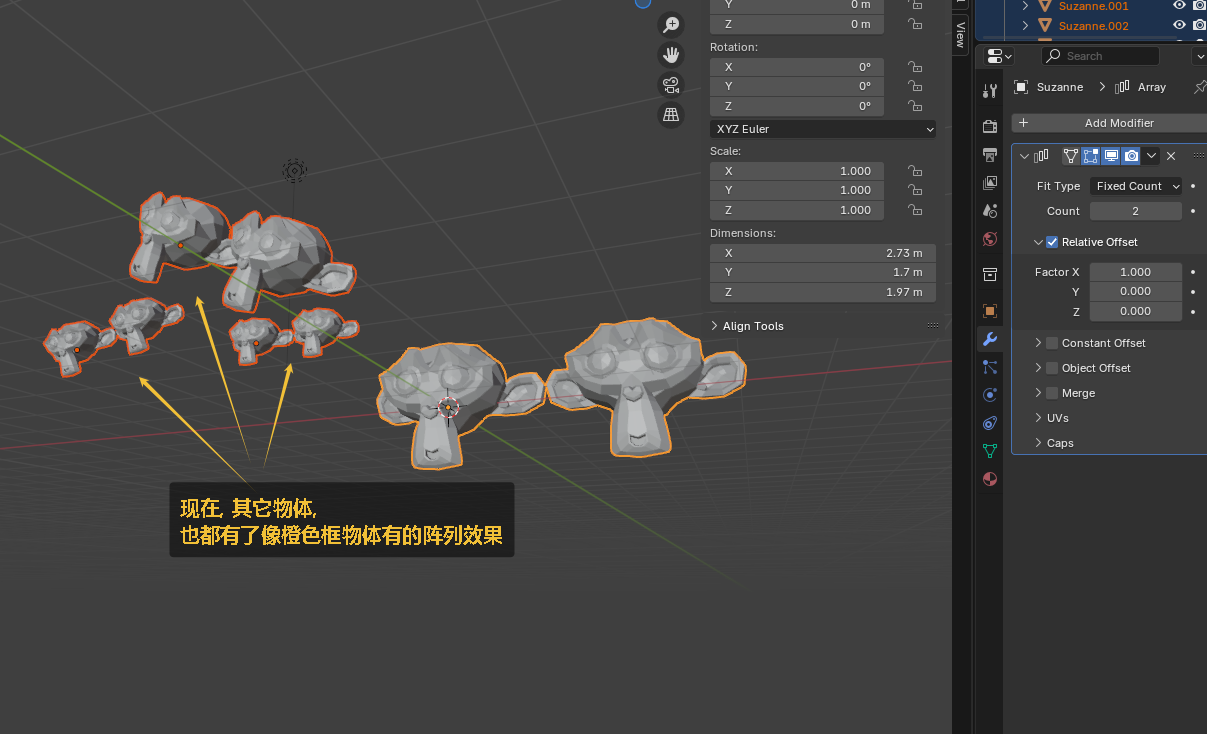 Y 0 m
Z 0 m
Rotation:
X 0°
Y 0°
Z 0°
XYZ Euler
Scale:
X 1.000
Y 1.000
Z 1.000
Dimensions:
X 2.73 m
Y 1.7 m
Z 1.97 m
Align Tools
View
现在, 其它物体,
也都有了像橙色框物体有的阵列效果
Suzanne.001
Suzanne.002
Search
Suzanne > Array
+ Add Modifier
Fit Type Fixed Count
Count 2
Relative Offset
Factor X 1.000
Y 0.000
Z 0.000
Constant Offset
Object Offset
Merge
UVs
Caps